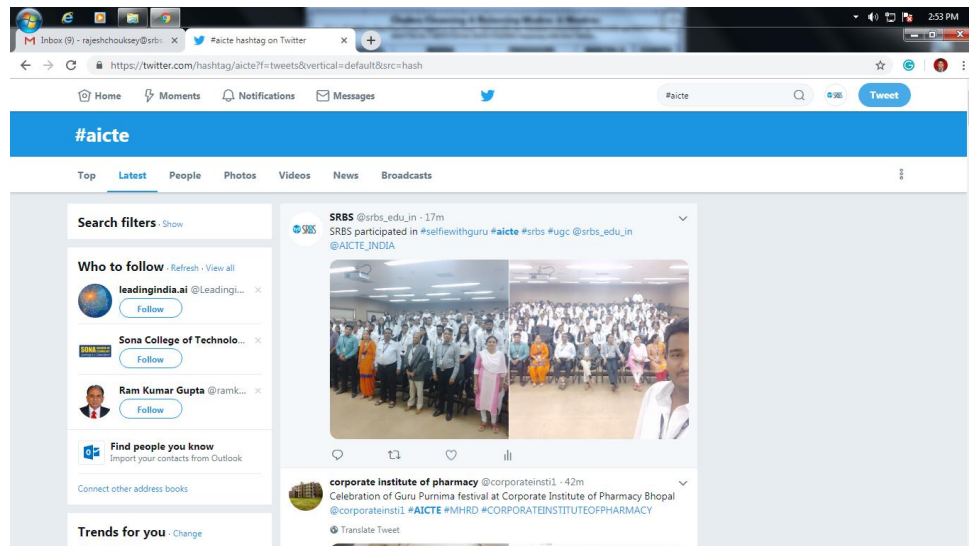 2:53 PM
Inbox (9) - rajeshchouksey@srbs
#aicte hashtag on Twitter
https://twitter.com/hashtag/aicte?f=tweets&vertical=default&src=hash
Home Moments Notifications Messages #aicte Tweet
#aicte
Top Latest People Photos Videos News Broadcasts
Search filters · Show
Who to follow · Refresh · View all
leadingindia.ai @Leadingi...
Follow
Sona College of Technolo...
Follow
Ram Kumar Gupta @ramk...
Follow
Find people you know
Import your contacts from Outlook
Connect other address books
Trends for you · Change
SRBS
SRBS @srbs_edu_in · 17m
SRBS participated in #selfiewithguru #aicte #srbs #ugc @srbs_edu_in
@AICTE_INDIA
corporate institute of pharmacy @corporateinsti1 · 42m
Celebration of Guru Purnima festival at Corporate Institute of Pharmacy Bhopal
@corporateinsti1 #AICTE #MHRD #CORPORATEINSTITUTEOFPHARMACY
Translate Tweet